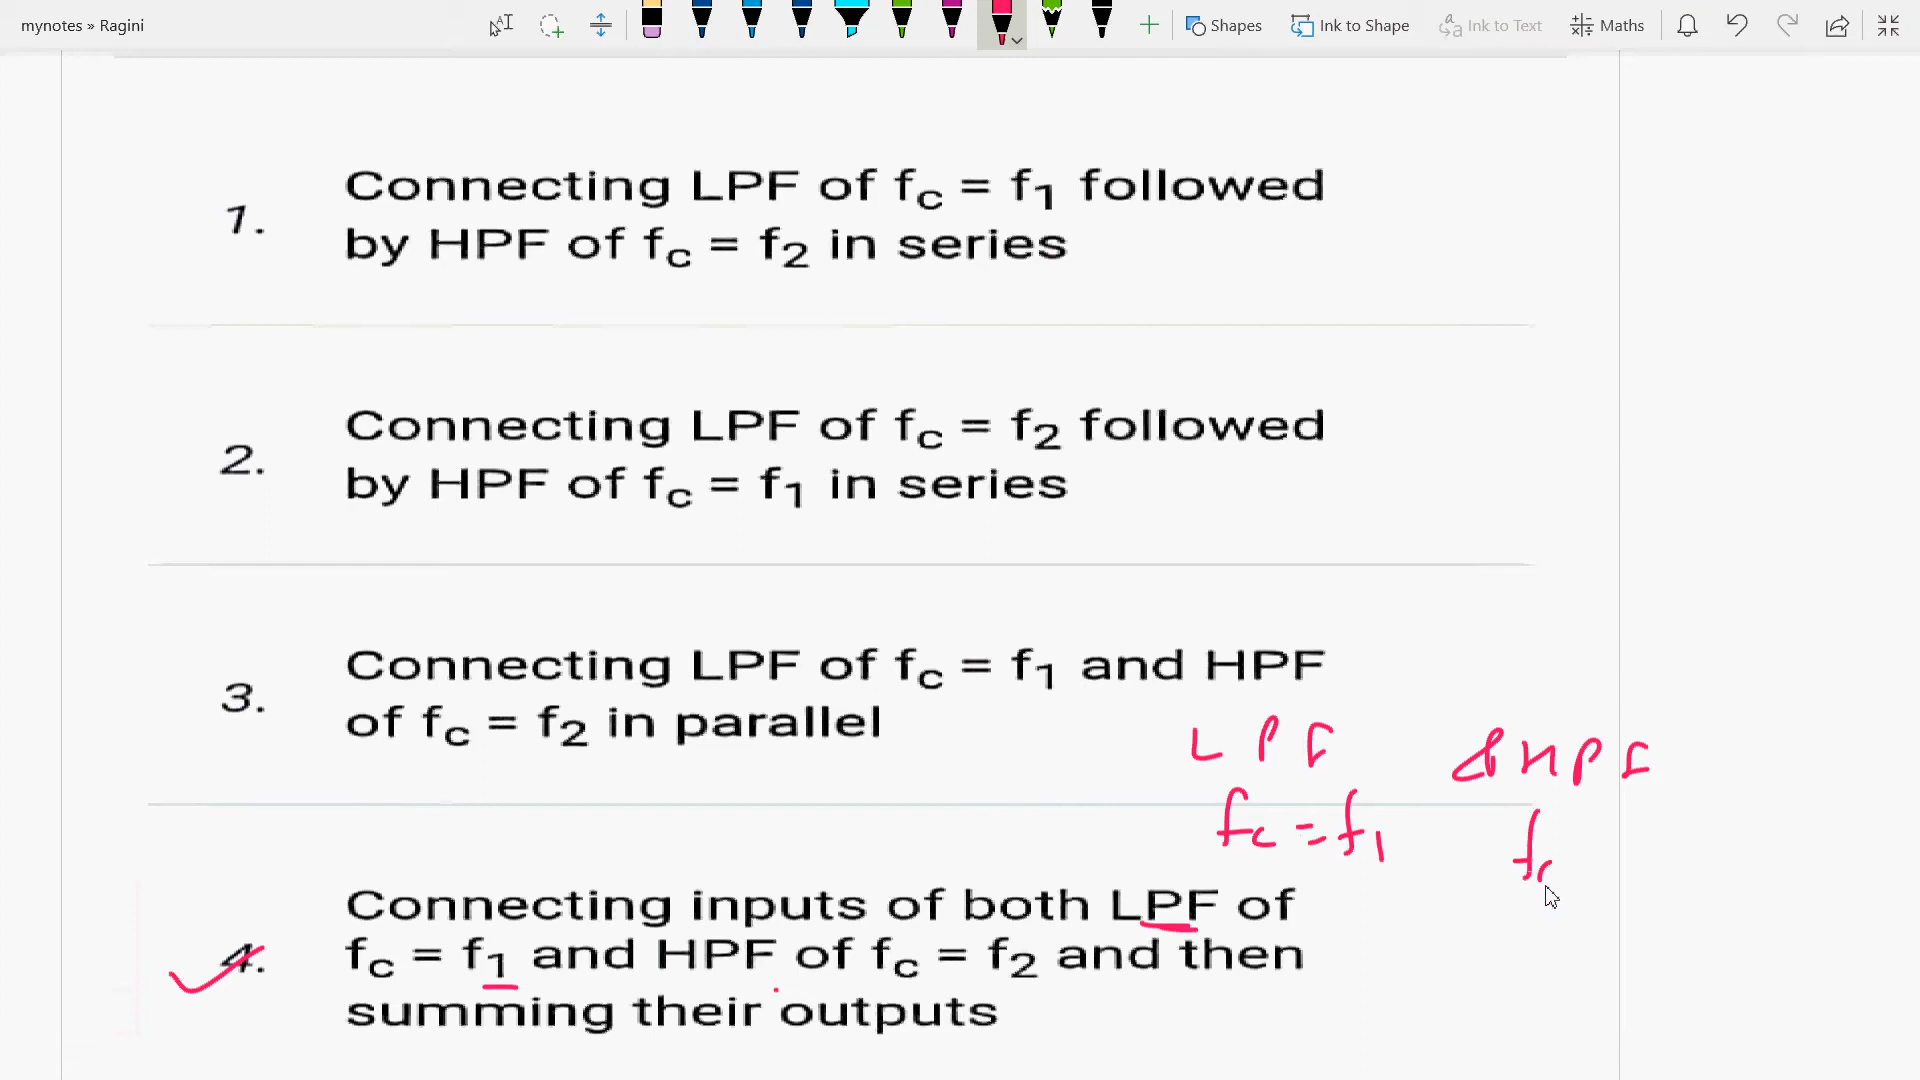 mynotes » Ragini
Shapes
Ink to Shape
Ink to Text
Maths
1.
Connecting LPF of fc = f1 followed
by HPF of fc = f2 in series
2.
Connecting LPF of fc = f2 followed
by HPF of fc = f1 in series
3.
Connecting LPF of fc = f1 and HPF
of fc = f2 in parallel
LPF & HPF
fc = f1 fc
4.
Connecting inputs of both LPF of
fc = f1 and HPF of fc = f2 and then
summing their outputs